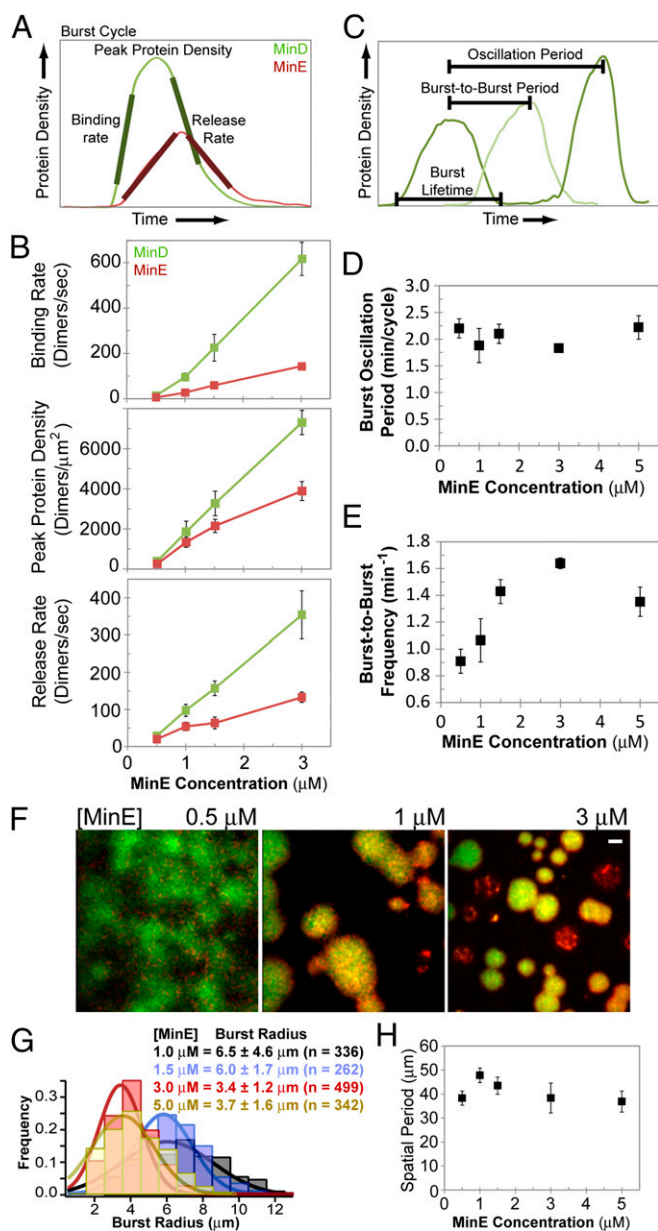 A
Burst Cycle
Peak Protein Density
MinD
MinE
Binding
rate
Release
Rate
Protein Density
Time
C
Oscillation Period
Burst-to-Burst Period
Burst
Lifetime
Protein Density
Time
B
MinD
MinE
Binding Rate
(Dimers/sec)
600
400
200
0
Peak Protein Density
(Dimers/μm²)
6000
4000
2000
0
Release Rate
(Dimers/sec)
400
300
200
100
0
0 1 2 3
MinE Concentration (μM)
D
Burst Oscillation
Period (min/cycle)
3.0
2.5
2.0
1.5
1.0
0.5
0.0
0 1 2 3 4 5
MinE Concentration (μM)
E
Burst-to-Burst
Frequency (min⁻¹)
1.8
1.6
1.4
1.2
1.0
0.8
0.6
0 1 2 3 4 5
MinE Concentration (μM)
F
[MinE] 0.5 μM 1 μM 3 μM
G
[MinE] Burst Radius
1.0 μM = 6.5 ± 4.6 μm (n = 336)
1.5 μM = 6.0 ± 1.7 μm (n = 262)
3.0 μM = 3.4 ± 1.2 μm (n = 499)
5.0 μM = 3.7 ± 1.6 μm (n = 342)
Frequency
0.3
0.2
0.1
0.0
2 4 6 8 10 12
Burst Radius (μm)
H
Spatial Period (μm)
60
50
40
30
20
10
0
0 1 2 3 4 5
MinE Concentration (μM)